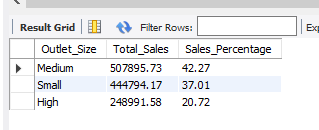 Result Grid Filter Rows:
Outlet_Size Total_Sales Sales_Percentage
Medium 507895.73 42.27
Small 444794.17 37.01
High 248991.58 20.72